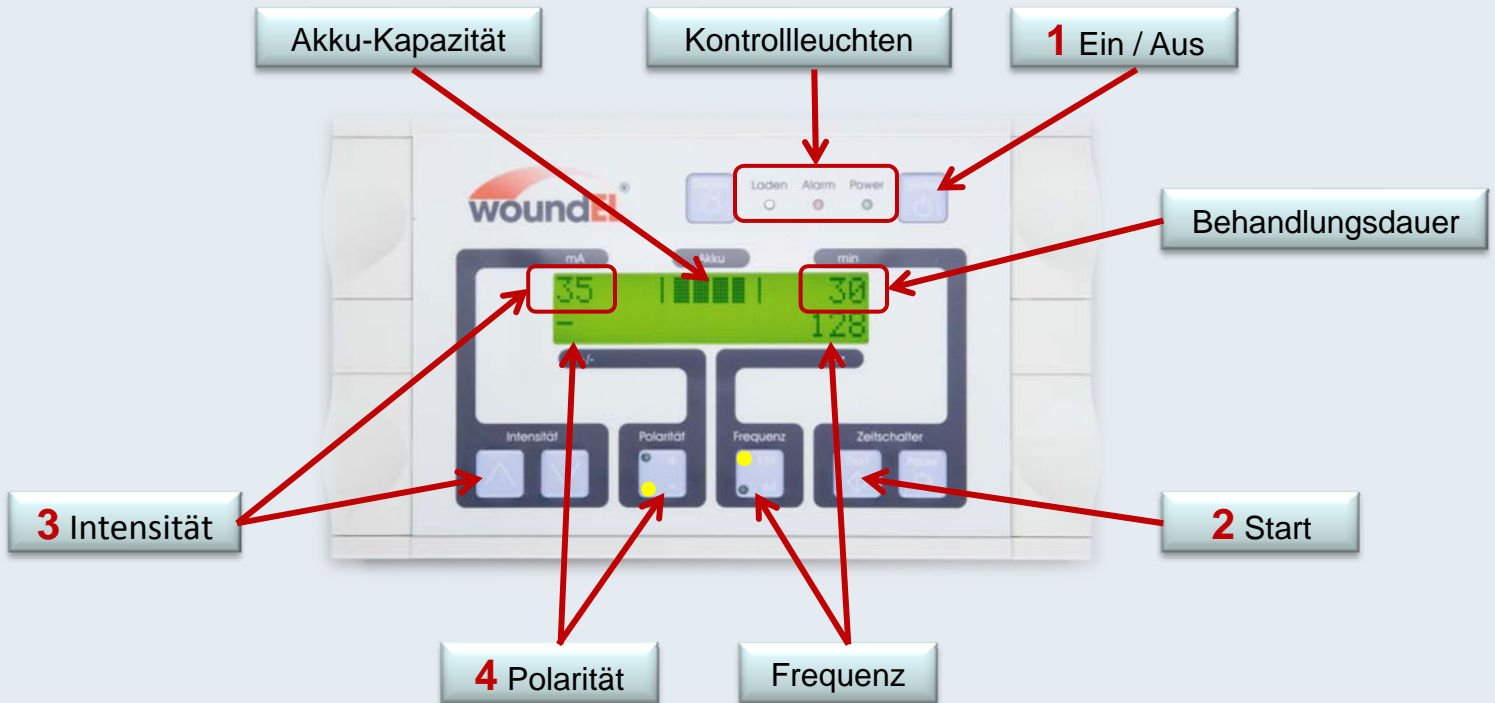 Akku-Kapazität
Kontrollleuchten
1 Ein / Aus
woundEl®
Laden Alarm Power
Behandlungsdauer
mA Akku min
35 30
- 128
Intensität Polarität Frequenz Zeitschalter
+
-
3 Intensität
2 Start
4 Polarität
Frequenz